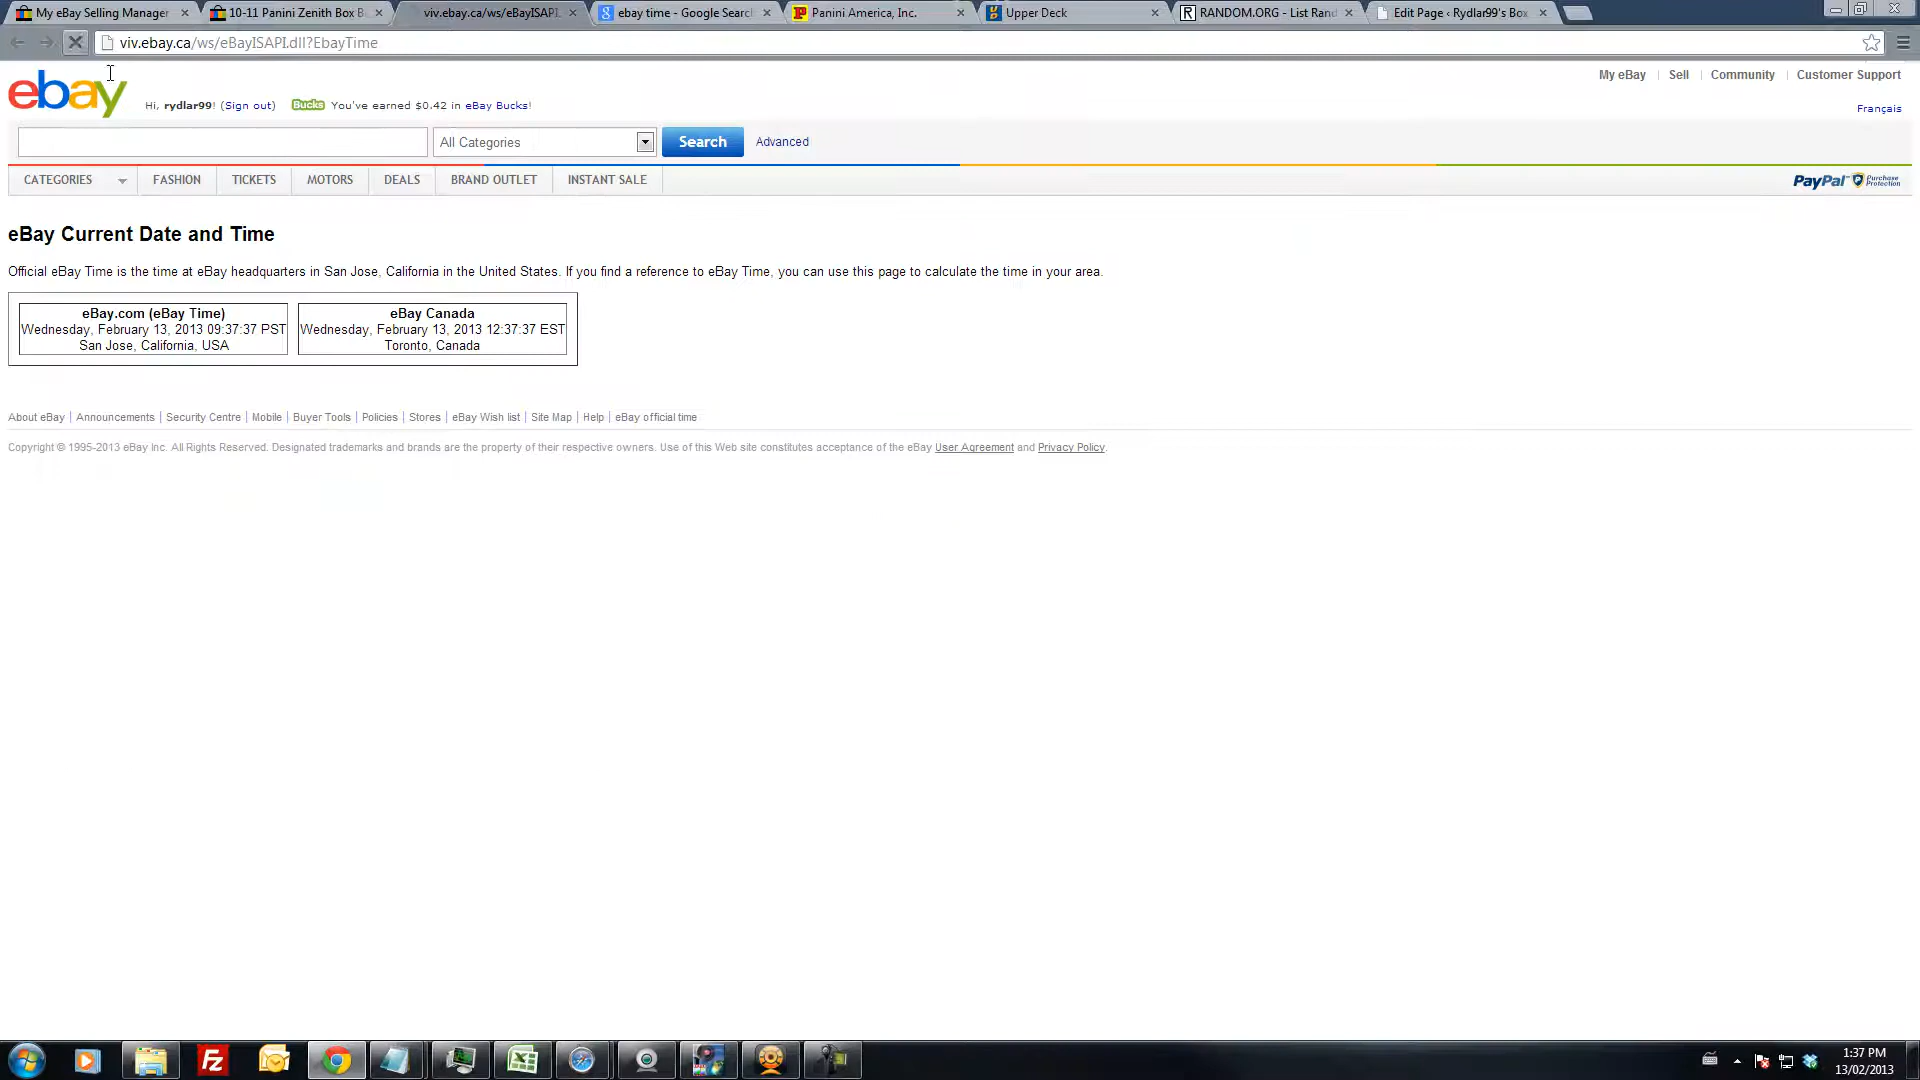 My eBay Selling Manager
10-11 Panini Zenith Box B
viv.ebay.ca/ws/eBayISAPI.
ebay time - Google Searc
Panini America, Inc.
Upper Deck
RANDOM.ORG - List Rand
Edit Page ‹ Rydlar99's Box
viv.ebay.ca/ws/eBayISAPI.dll?EbayTime
My eBay | Sell | Community | Customer Support
ebay
Hi, rydlar99! (Sign out) Bucks You've earned $0.42 in eBay Bucks!
Français
All Categories Search Advanced
CATEGORIES FASHION TICKETS MOTORS DEALS BRAND OUTLET INSTANT SALE
PayPal Purchase Protection
eBay Current Date and Time
Official eBay Time is the time at eBay headquarters in San Jose, California in the United States. If you find a reference to eBay Time, you can use this page to calculate the time in your area.
eBay.com (eBay Time)
Wednesday, February 13, 2013 09:37:37 PST
San Jose, California, USA
eBay Canada
Wednesday, February 13, 2013 12:37:37 EST
Toronto, Canada
About eBay | Announcements | Security Centre | Mobile | Buyer Tools | Policies | Stores | eBay Wish list | Site Map | Help | eBay official time
Copyright © 1995-2013 eBay Inc. All Rights Reserved. Designated trademarks and brands are the property of their respective owners. Use of this Web site constitutes acceptance of the eBay User Agreement and Privacy Policy.
Fz
1:37 PM
13/02/2013